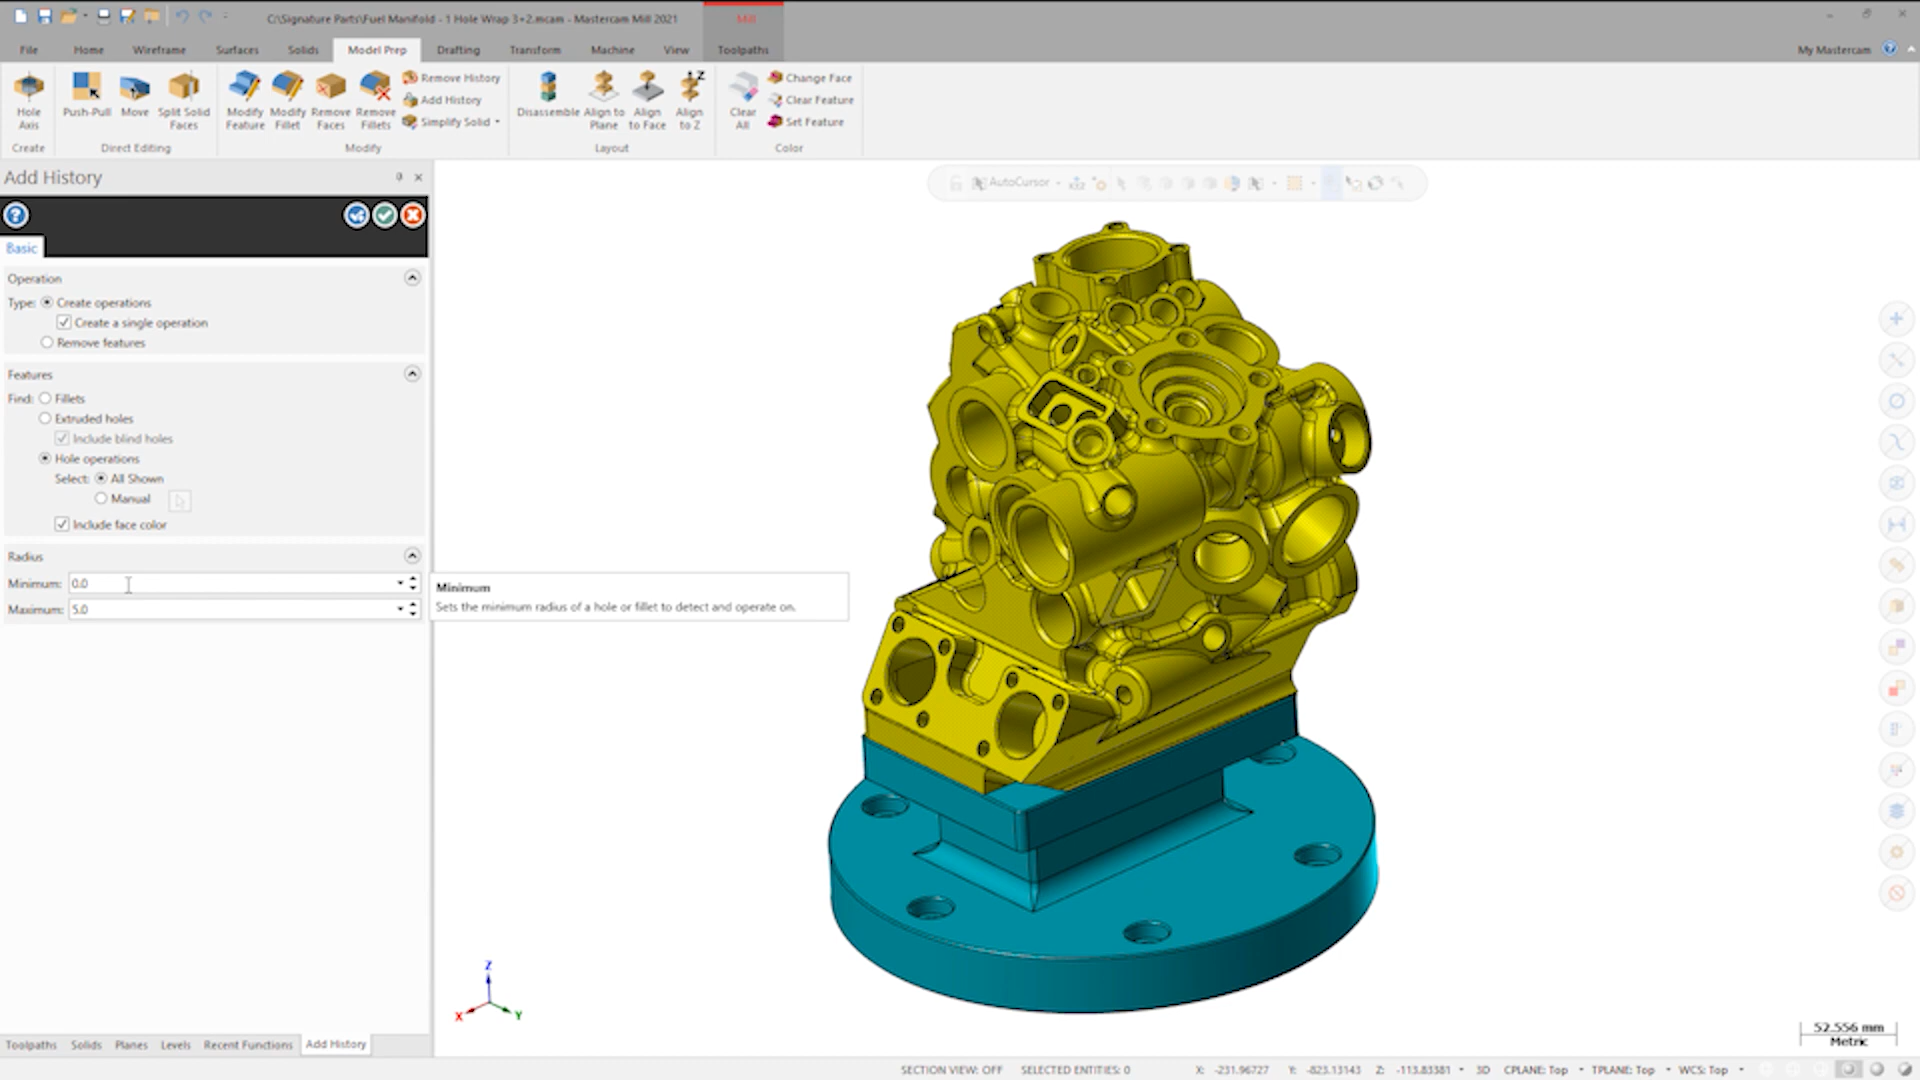 C:\Signature Parts\Fuel Manifold - 1 Hole Wrap 3+2.mcam - Mastercam Mill 2021
Mill
File Home Wireframe Surfaces Solids Model Prep Drafting Transform Machine View Toolpaths
My Mastercam
Hole Axis
Push-Pull
Move
Split Solid Faces
Modify Feature
Modify Fillet
Remove Faces
Remove Fillets
Remove History
Add History
Simplify Solid
Disassemble
Align to Plane
Align to Face
Align to Z
Clear All
Change Face
Clear Feature
Set Feature
Create Direct Editing Modify Layout Color
Add History
AutoCursor
Basic
Operation
Type: Create operations
Create a single operation
Remove features
Features
Find: Fillets
Extruded holes
Include blind holes
Hole operations
Select: All Shown
Manual
Include face color
Radius
Minimum: 0.0
Maximum: 5.0
Minimum
Sets the minimum radius of a hole or fillet to detect and operate on.
Z
X
Y
52.556 mm
Metric
Toolpaths Solids Planes Levels Recent Functions Add History
SECTION VIEW: OFF SELECTED ENTITIES: 0 X: -231.96727 Y: -823.13143 Z: -113.83381 3D CPLANE: Top TPLANE: Top WCS: Top